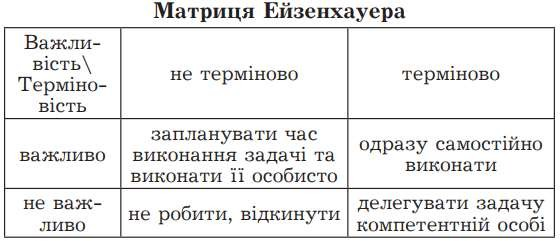 Матриця Ейзенхауера
Важли-
вість\
Терміно-
вість
не терміново
терміново
важливо
запланувати час
виконання задачі та
виконати її особисто
одразу самостійно
виконати
не важ-
ливо
не робити, відкинути
делегувати задачу
компетентній особі